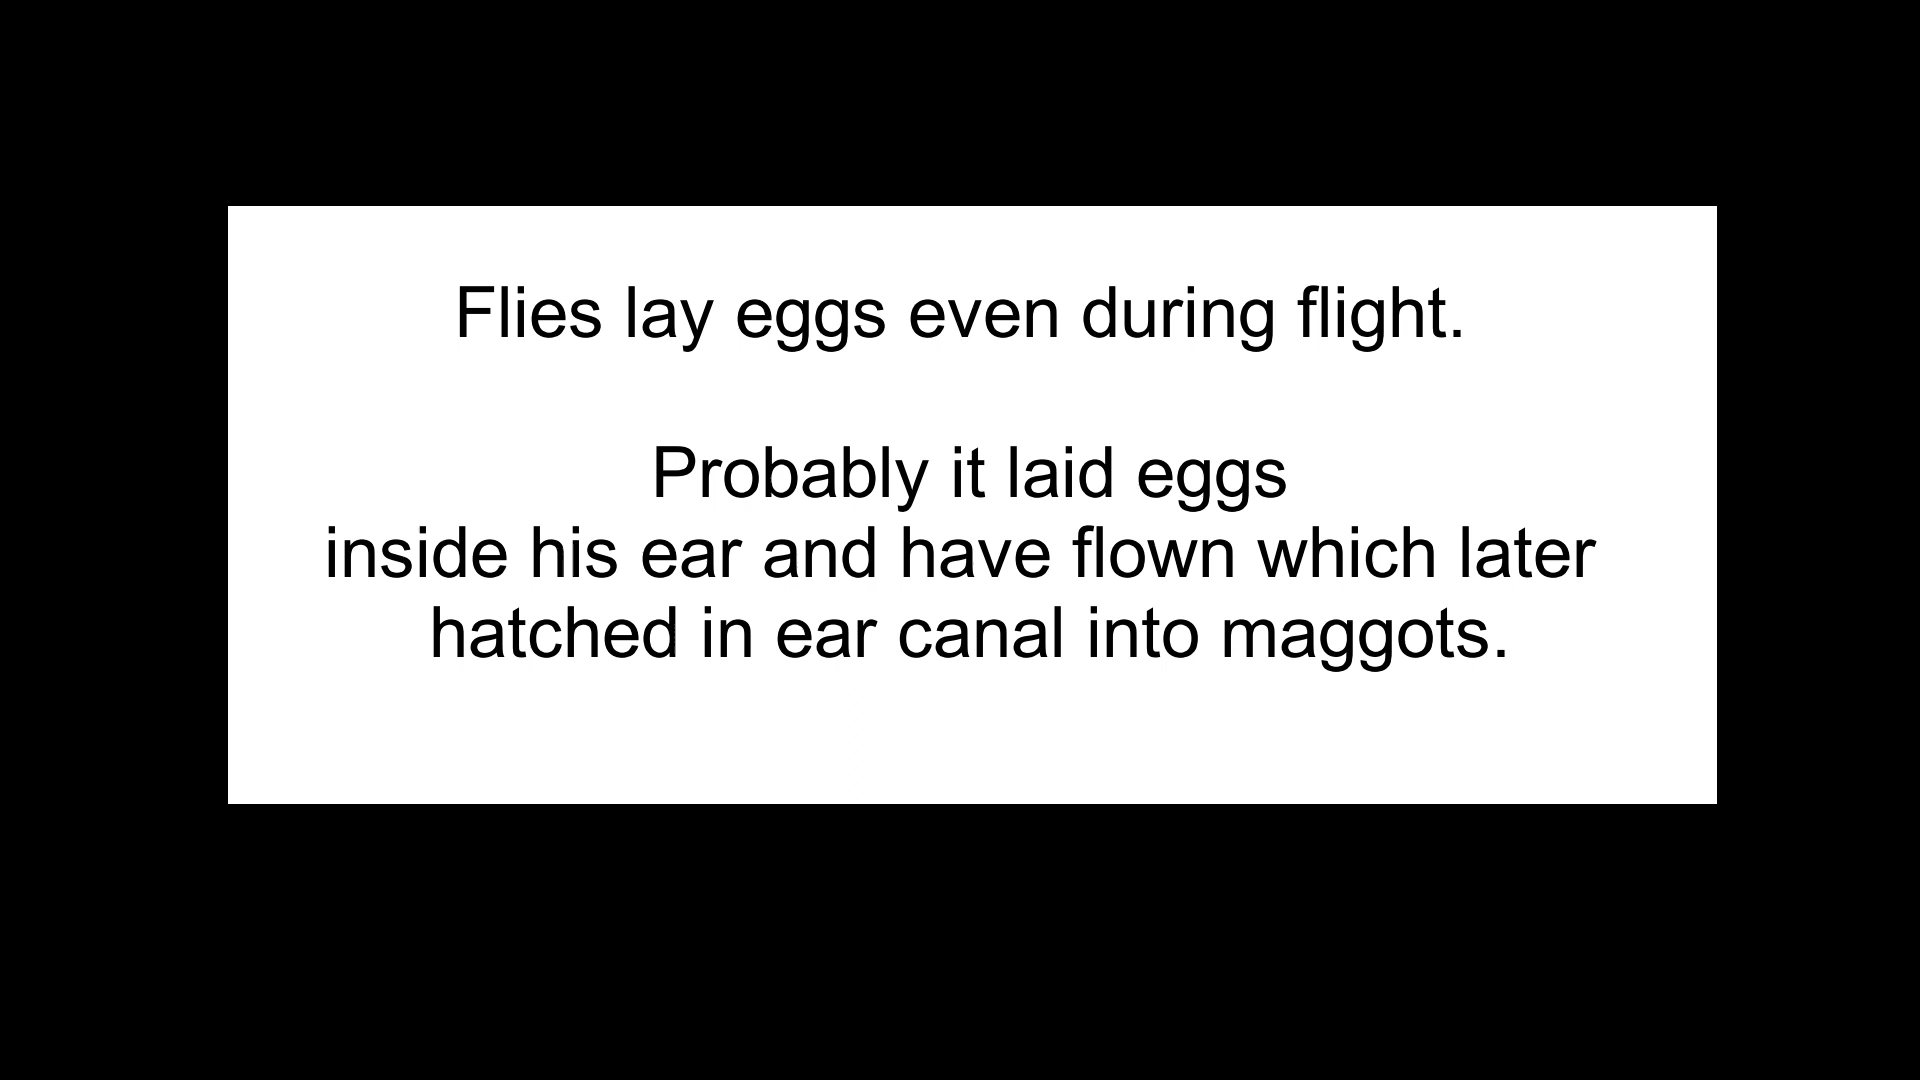 Flies lay eggs even during flight.
Probably it laid eggs
inside his ear and have flown which later
hatched in ear canal into maggots.